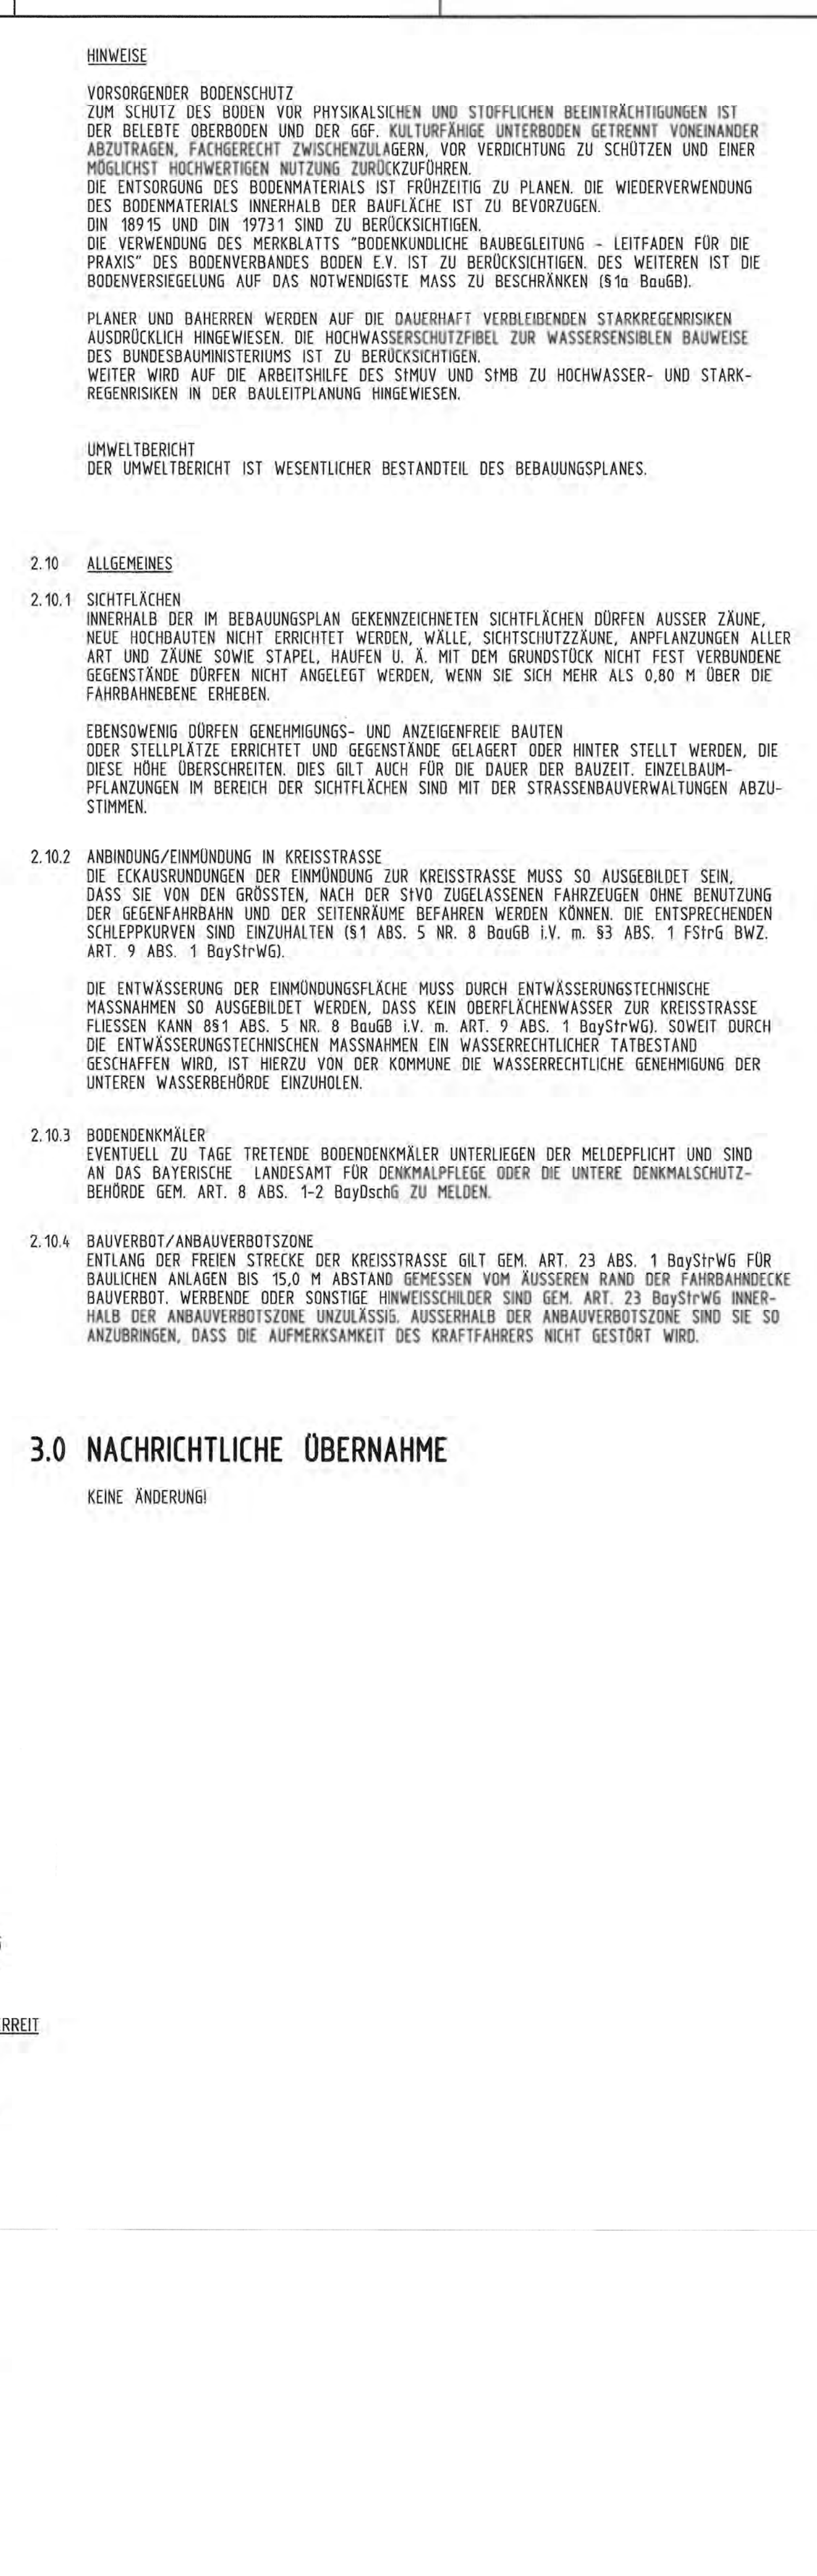 HINWEISE
VORSORGENDER BODENSCHUTZ
ZUM SCHUTZ DES BODEN VOR PHYSIKALSICHEN UND STOFFLICHEN BEEINTRÄCHTIGUNGEN IST
DER BELEBTE OBERBODEN UND DER GGF. KULTURFÄHIGE UNTERBODEN GETRENNT VONEINANDER
ABZUTRAGEN, FACHGERECHT ZWISCHENZULAGERN, VOR VERDICHTUNG ZU SCHÜTZEN UND EINER
MÖGLICHST HOCHWERTIGEN NUTZUNG ZURÜCKZUFÜHREN.
DIE ENTSORGUNG DES BODENMATERIALS IST FRÜHZEITIG ZU PLANEN. DIE WIEDERVERWENDUNG
DES BODENMATERIALS INNERHALB DER BAUFLÄCHE IST ZU BEVORZUGEN.
DIN 18915 UND DIN 19731 SIND ZU BERÜCKSICHTIGEN.
DIE VERWENDUNG DES MERKBLATTS "BODENKUNDLICHE BAUBEGLEITUNG - LEITFADEN FÜR DIE
PRAXIS" DES BODENVERBANDES BODEN E.V. IST ZU BERÜCKSICHTIGEN. DES WEITEREN IST DIE
BODENVERSIEGELUNG AUF DAS NOTWENDIGSTE MASS ZU BESCHRÄNKEN (§1a BauGB).
PLANER UND BAHERREN WERDEN AUF DIE DAUERHAFT VERBLEIBENDEN STARKREGENRISIKEN
AUSDRÜCKLICH HINGEWIESEN. DIE HOCHWASSERSCHUTZFIBEL ZUR WASSERSENSIBLEN BAUWEISE
DES BUNDESBAUMINISTERIUMS IST ZU BERÜCKSICHTIGEN.
WEITER WIRD AUF DIE ARBEITSHILFE DES StMUV UND StMB ZU HOCHWASSER- UND STARK-
REGENRISIKEN IN DER BAULEITPLANUNG HINGEWIESEN.
UMWELTBERICHT
DER UMWELTBERICHT IST WESENTLICHER BESTANDTEIL DES BEBAUUNGSPLANES.
2.10 ALLGEMEINES
2.10.1 SICHTFLÄCHEN
INNERHALB DER IM BEBAUUNGSPLAN GEKENNZEICHNETEN SICHTFLÄCHEN DÜRFEN AUSSER ZÄUNE,
NEUE HOCHBAUTEN NICHT ERRICHTET WERDEN, WÄLLE, SICHTSCHUTZZÄUNE, ANPFLANZUNGEN ALLER
ART UND ZÄUNE SOWIE STAPEL, HAUFEN U. Ä. MIT DEM GRUNDSTÜCK NICHT FEST VERBUNDENE
GEGENSTÄNDE DÜRFEN NICHT ANGELEGT WERDEN, WENN SIE SICH MEHR ALS 0,80 M ÜBER DIE
FAHRBAHNEBENE ERHEBEN.
EBENSOWENIG DÜRFEN GENEHMIGUNGS- UND ANZEIGENFREIE BAUTEN
ODER STELLPLÄTZE ERRICHTET UND GEGENSTÄNDE GELAGERT ODER HINTER STELLT WERDEN, DIE
DIESE HÖHE ÜBERSCHREITEN. DIES GILT AUCH FÜR DIE DAUER DER BAUZEIT. EINZELBAUM-
PFLANZUNGEN IM BEREICH DER SICHTFLÄCHEN SIND MIT DER STRASSENBAUVERWALTUNGEN ABZU-
STIMMEN.
2.10.2 ANBINDUNG/EINMÜNDUNG IN KREISSTRASSE
DIE ECKAUSRUNDUNGEN DER EINMÜNDUNG ZUR KREISSTRASSE MUSS SO AUSGEBILDET SEIN,
DASS SIE VON DEN GRÖSSTEN, NACH DER StVO ZUGELASSENEN FAHRZEUGEN OHNE BENUTZUNG
DER GEGENFAHRBAHN UND DER SEITENRÄUME BEFAHREN WERDEN KÖNNEN. DIE ENTSPRECHENDEN
SCHLEPPKURVEN SIND EINZUHALTEN (§1 ABS. 5 NR. 8 BauGB i.V. m. §3 ABS. 1 FStrG BWZ.
ART. 9 ABS. 1 BayStrWG).
DIE ENTWÄSSERUNG DER EINMÜNDUNGSFLÄCHE MUSS DURCH ENTWÄSSERUNGSTECHNISCHE
MASSNAHMEN SO AUSGEBILDET WERDEN, DASS KEIN OBERFLÄCHENWASSER ZUR KREISSTRASSE
FLIESSEN KANN 8§1 ABS. 5 NR. 8 BauGB i.V. m. ART. 9 ABS. 1 BayStrWG). SOWEIT DURCH
DIE ENTWÄSSERUNGSTECHNISCHEN MASSNAHMEN EIN WASSERRECHTLICHER TATBESTAND
GESCHAFFEN WIRD, IST HIERZU VON DER KOMMUNE DIE WASSERRECHTLICHE GENEHMIGUNG DER
UNTEREN WASSERBEHÖRDE EINZUHOLEN.
2.10.3 BODENDENKMÄLER
EVENTUELL ZU TAGE TRETENDE BODENDENKMÄLER UNTERLIEGEN DER MELDEPFLICHT UND SIND
AN DAS BAYERISCHE LANDESAMT FÜR DENKMALPFLEGE ODER DIE UNTERE DENKMALSCHUTZ-
BEHÖRDE GEM. ART. 8 ABS. 1-2 BayDschG ZU MELDEN.
2.10.4 BAUVERBOT/ANBAUVERBOTSZONE
ENTLANG DER FREIEN STRECKE DER KREISSTRASSE GILT GEM. ART. 23 ABS. 1 BayStrWG FÜR
BAULICHEN ANLAGEN BIS 15,0 M ABSTAND GEMESSEN VOM ÄUSSEREN RAND DER FAHRBAHNDECKE
BAUVERBOT. WERBENDE ODER SONSTIGE HINWEISSCHILDER SIND GEM. ART. 23 BayStrWG INNER-
HALB DER ANBAUVERBOTSZONE UNZULÄSSIG. AUSSERHALB DER ANBAUVERBOTSZONE SIND SIE SO
ANZUBRINGEN, DASS DIE AUFMERKSAMKEIT DES KRAFTFAHRERS NICHT GESTÖRT WIRD.
3.0 NACHRICHTLICHE ÜBERNAHME
KEINE ÄNDERUNG!
RREIT